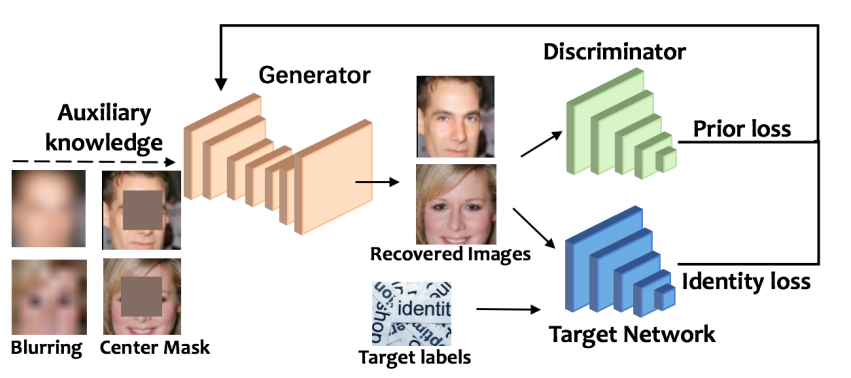 Generator
Discriminator
Auxiliary
knowledge
Prior loss
Recovered Images
Identity loss
identit
Target labels
Target Network
Blurring
Center Mask